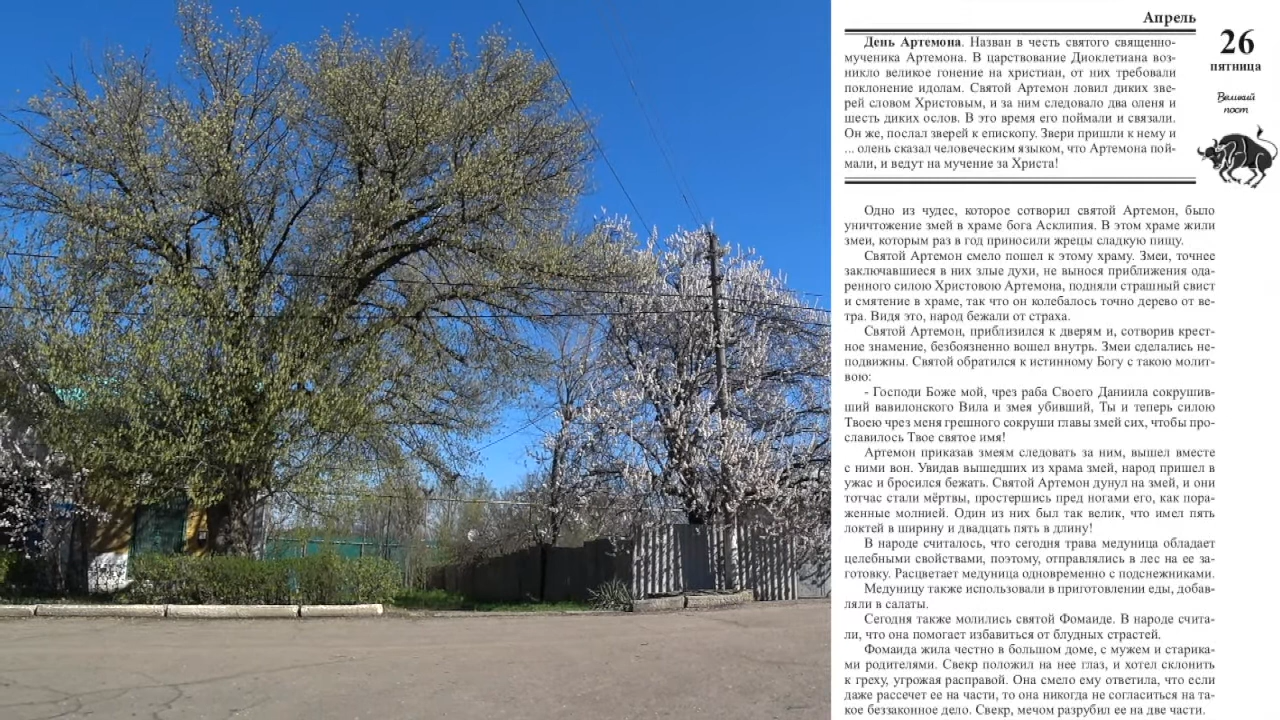 Апрель
День Артемона. Назван в честь святого священно-
мученика Артемона. В царствование Диоклетиана воз-
никло великое гонение на христиан, от них требовали
поклонение идолам. Святой Артемон ловил диких зве-
рей словом Христовым, и за ним следовало два оленя и
шесть диких ослов. В это время его поймали и связали.
Он же, послал зверей к епископу. Звери пришли к нему и
... олень сказал человеческим языком, что Артемона пой-
мали, и ведут на мучение за Христа!
26
пятница
Великий
пост
Одно из чудес, которое сотворил святой Артемон, было
уничтожение змей в храме бога Асклипия. В этом храме жили
змеи, которым раз в год приносили жрецы сладкую пищу.
Святой Артемон смело пошел к этому храму. Змеи, точнее
заключавшиеся в них злые духи, не вынося приближения ода-
ренного силою Христовою Артемона, подняли страшный свист
и смятение в храме, так что он колебалось точно дерево от ве-
тра. Видя это, народ бежали от страха.
Святой Артемон, приблизился к дверям и, сотворив крест-
ное знамение, безбоязненно вошел внутрь. Змеи сделались не-
подвижны. Святой обратился к истинному Богу с такою молит-
вою:
- Господи Боже мой, чрез раба Своего Даниила сокрушив-
ший вавилонского Вила и змея убивший, Ты и теперь силою
Твоею чрез меня грешного сокруши главы змей сих, чтобы про-
славилось Твое святое имя!
Артемон приказав змеям следовать за ним, вышел вместе
с ними вон. Увидав вышедших из храма змей, народ пришел в
ужас и бросился бежать. Святой Артемон дунул на змей, и они
тотчас стали мёртвы, простершись пред ногами его, как пора-
женные молнией. Один из них был так велик, что имел пять
локтей в ширину и двадцать пять в длину!
В народе считалось, что сегодня трава медуница обладает
целебными свойствами, поэтому, отправлялись в лес на ее за-
готовку. Расцветает медуница одновременно с подснежниками.
Медуницу также использовали в приготовлении еды, добав-
ляли в салаты.
Сегодня также молились святой Фомаиде. В народе счита-
ли, что она помогает избавиться от блудных страстей.
Фомаида жила честно в большом доме, с мужем и старика-
ми родителями. Свекр положил на нее глаз, и хотел склонить
к греху, угрожая расправой. Она смело ему ответила, что если
даже рассечет ее на части, то она никогда не согласиться на та-
кое беззаконное дело. Свекр, мечом разрубил ее на две части.